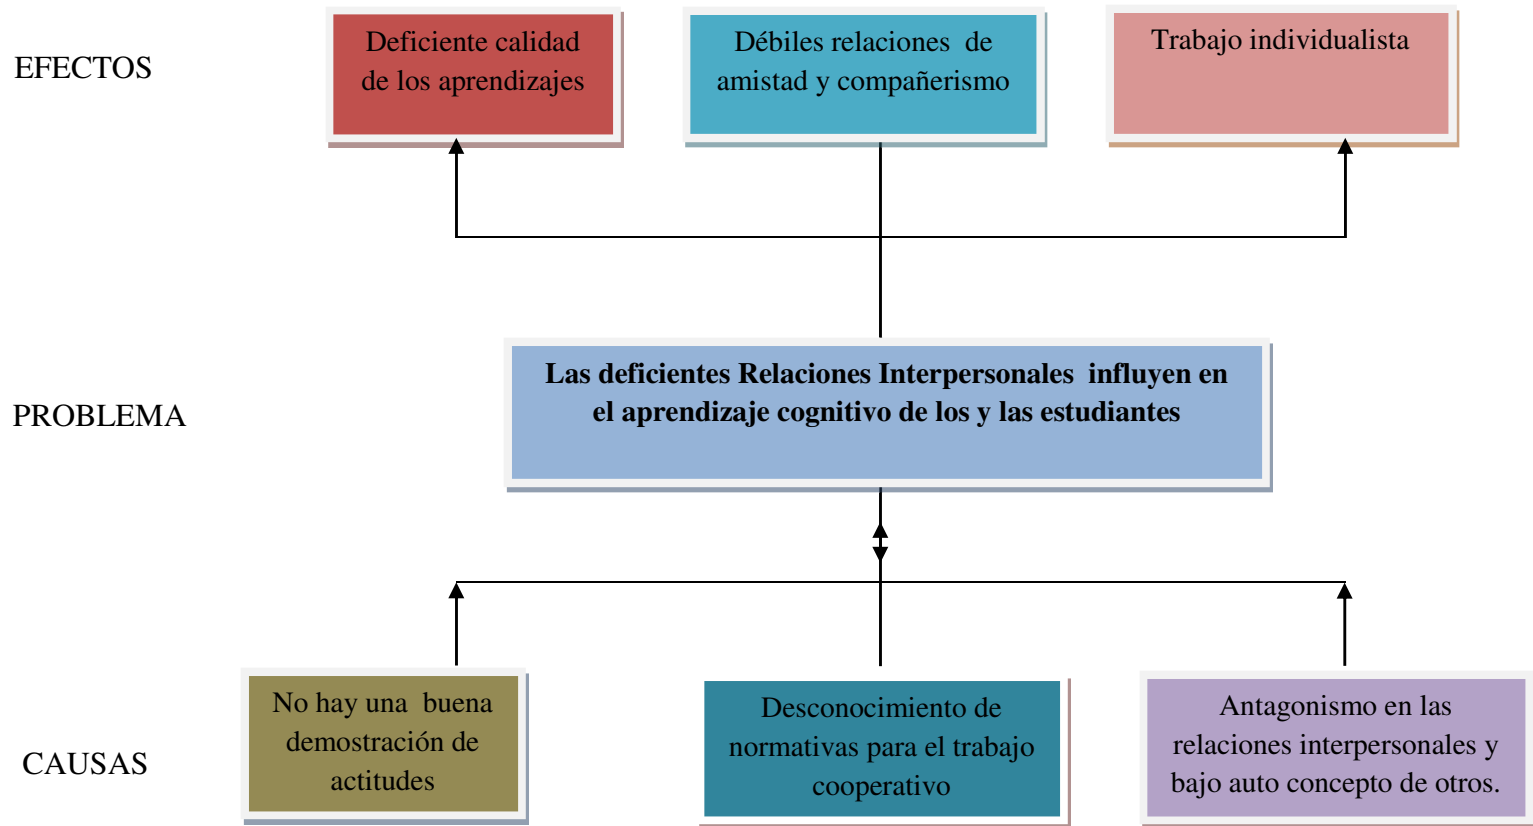 EFECTOS
Deficiente calidad
de los aprendizajes
Débiles relaciones de
amistad y compañerismo
Trabajo individualista
PROBLEMA
Las deficientes Relaciones Interpersonales influyen en
el aprendizaje cognitivo de los y las estudiantes
CAUSAS
No hay una buena
demostración de
actitudes
Desconocimiento de
normativas para el trabajo
cooperativo
Antagonismo en las
relaciones interpersonales y
bajo auto concepto de otros.